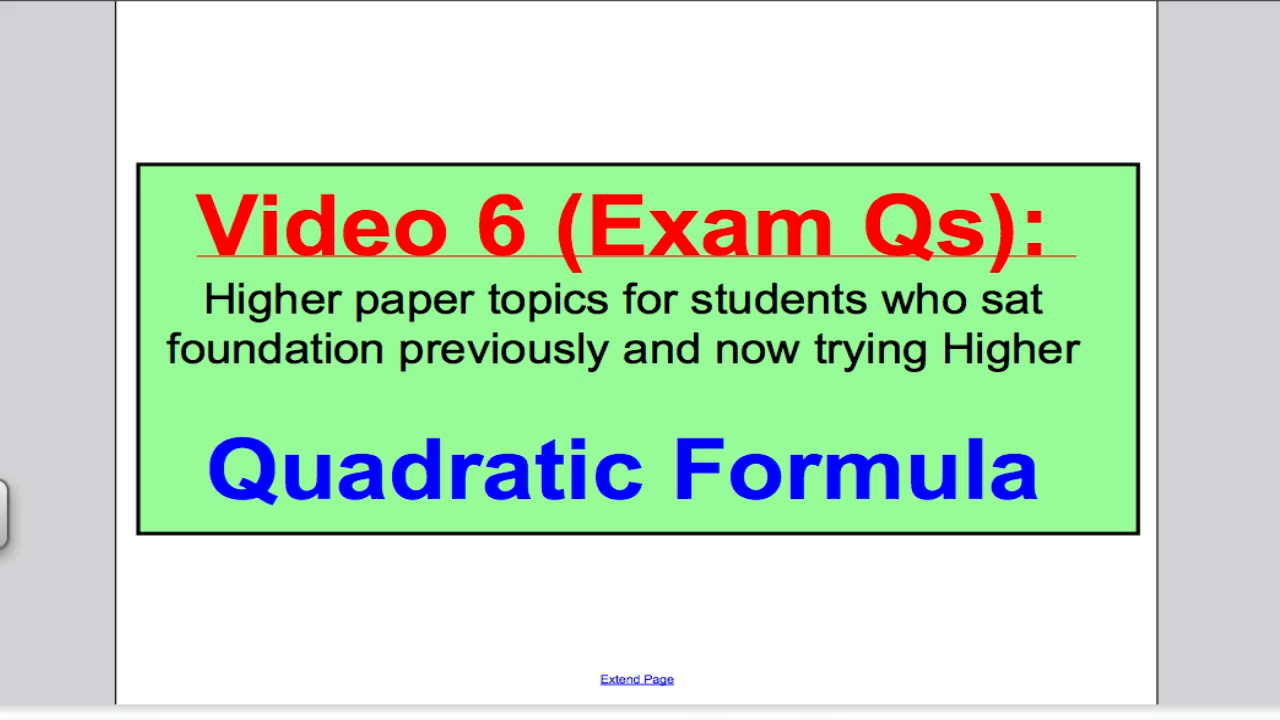 Video 6 (Exam Qs):
Higher paper topics for students who sat
foundation previously and now trying Higher
Quadratic Formula
Extend Page